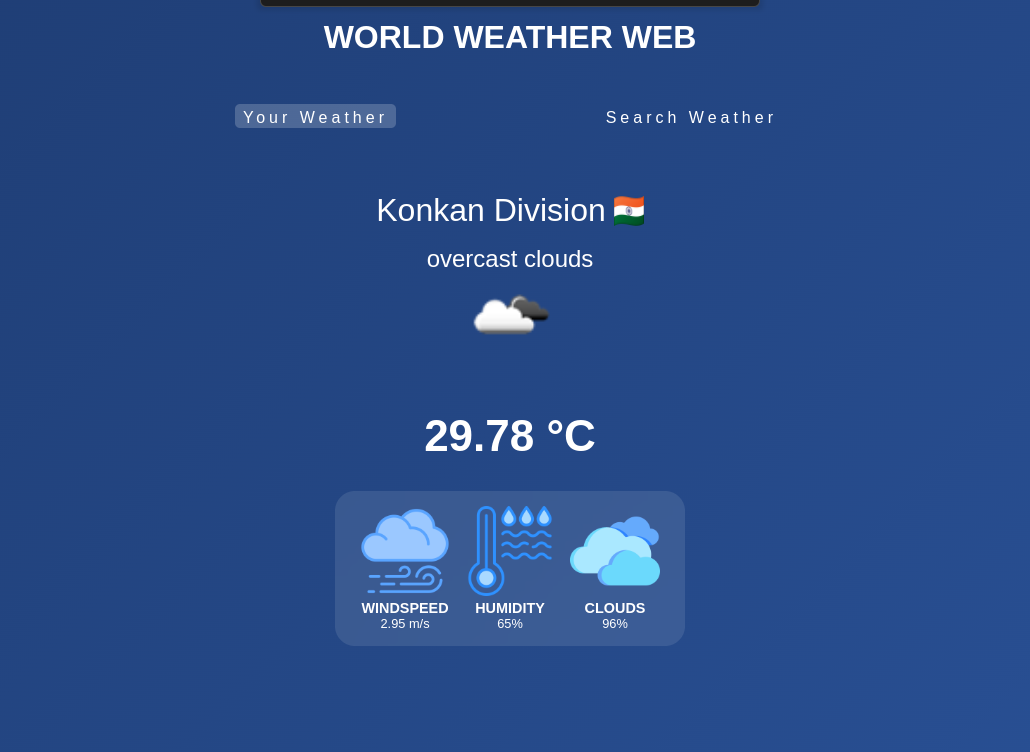 WORLD WEATHER WEB
Your Weather
Search Weather
Konkan Division
overcast clouds
29.78 °C
WINDSPEED
2.95 m/s
HUMIDITY
65%
CLOUDS
96%